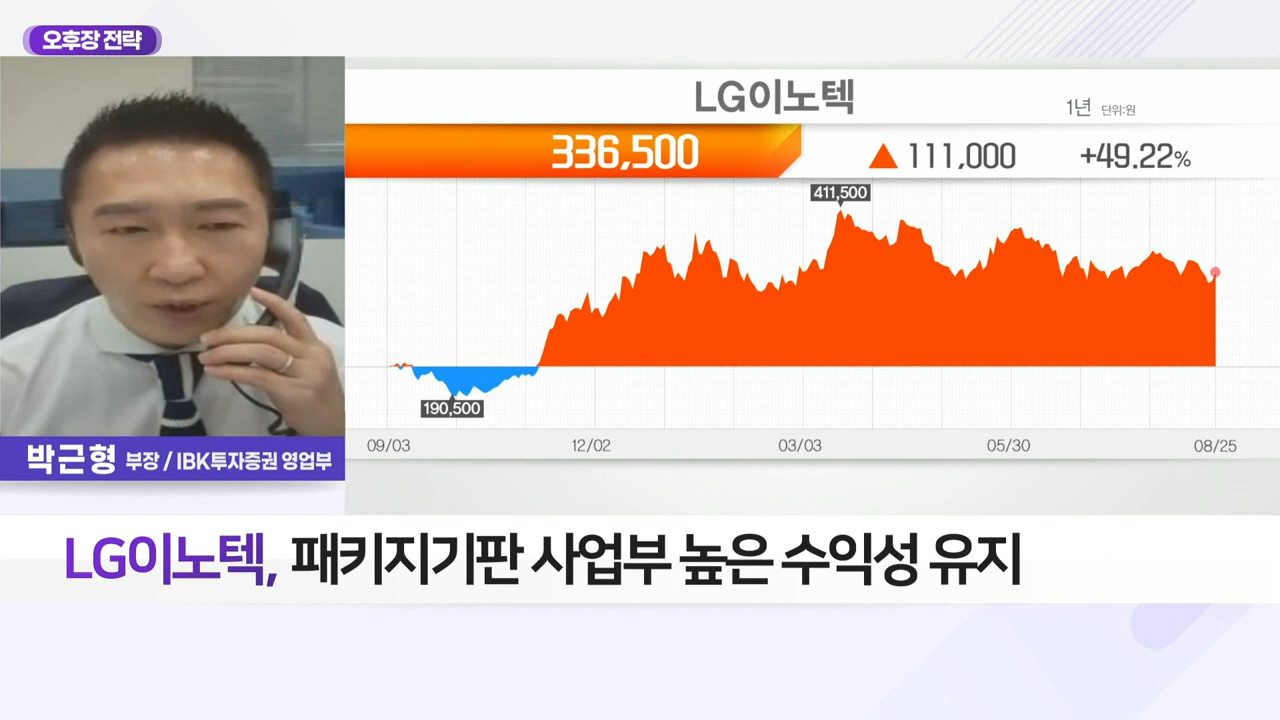 오후장 전략
LG이노텍
1년 단위:원
336,500
▲ 111,000 +49.22%
411,500
190,500
09/03 12/02 03/03 05/30 08/25
박근형 부장 / IBK투자증권 영업부
LG이노텍, 패키지기판 사업부 높은 수익성 유지